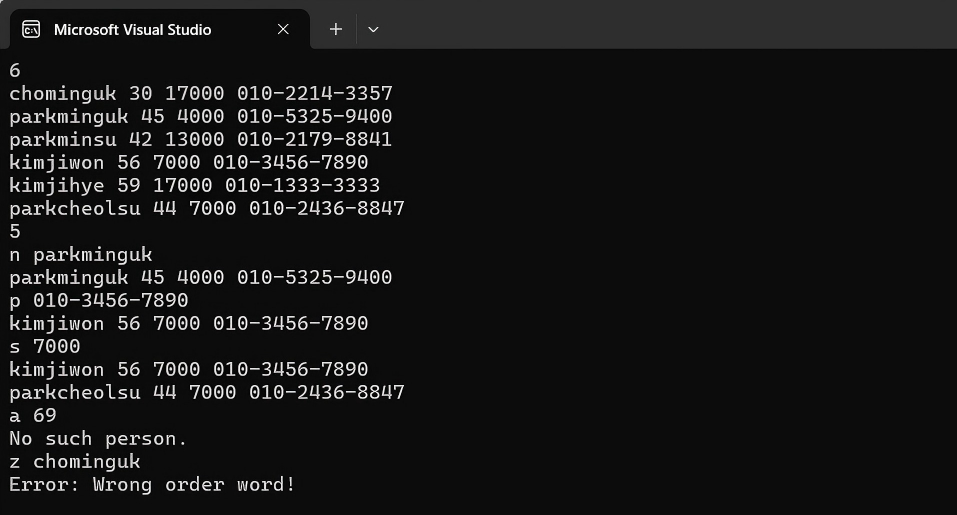 Microsoft Visual Studio
6
chominguk 30 17000 010-2214-3357
parkminguk 45 4000 010-5325-9400
parkminsu 42 13000 010-2179-8841
kimjiwon 56 7000 010-3456-7890
kimjihye 59 17000 010-1333-3333
parkcheolsu 44 7000 010-2436-8847
5
n parkminguk
parkminguk 45 4000 010-5325-9400
p 010-3456-7890
kimjiwon 56 7000 010-3456-7890
s 7000
kimjiwon 56 7000 010-3456-7890
parkcheolsu 44 7000 010-2436-8847
a 69
No such person.
z chominguk
Error: Wrong order word!